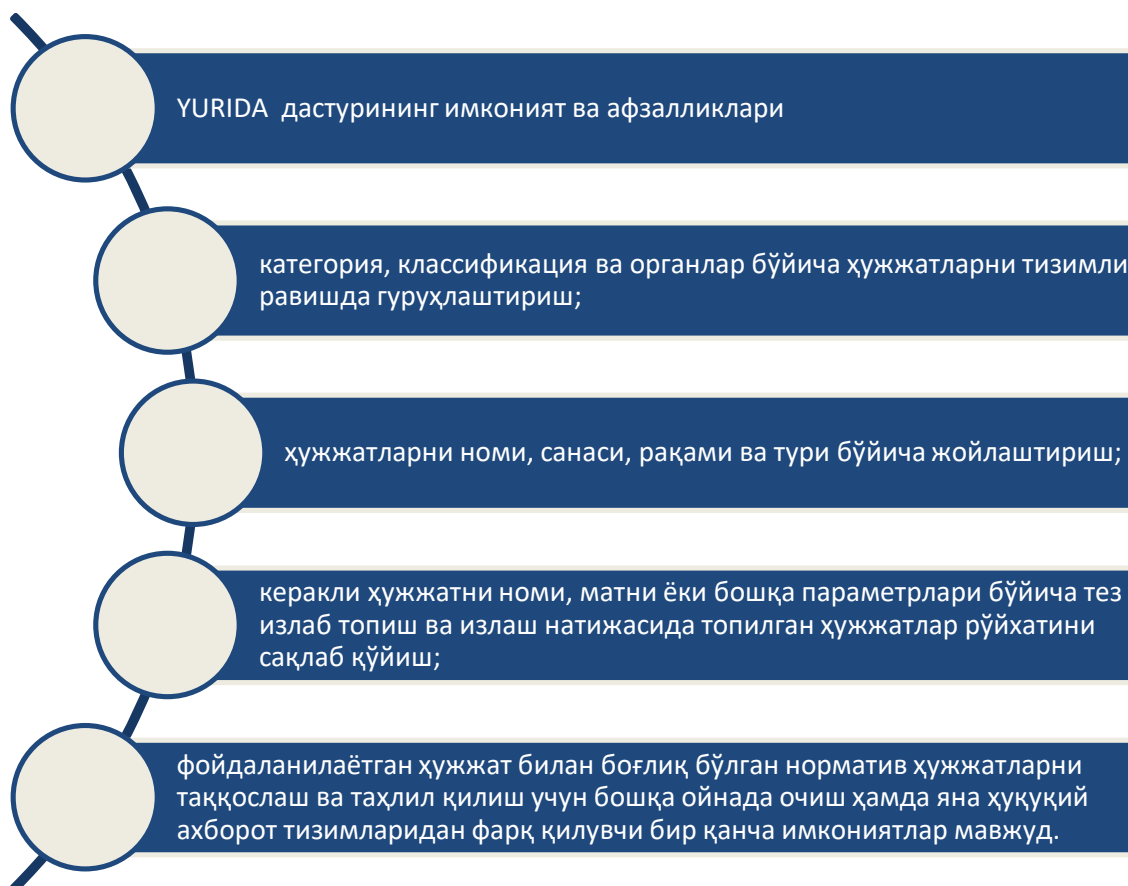 YURIDA дастурининг имконият ва афзалликлари
категория, классификация ва органлар бўйича ҳужжатларни тизимли
равишда гуруҳлаштириш;
ҳужжатларни номи, санаси, рақами ва тури бўйича жойлаштириш;
керакли ҳужжатни номи, матни ёки бошқа параметрлари бўйича тез
излаб топиш ва излаш натижасида топилган ҳужжатлар рўйхатини
сақлаб қўйиш;
фойдаланилаётган ҳужжат билан боғлиқ бўлган норматив ҳужжатларни
таққослаш ва таҳлил қилиш учун бошқа ойнада очиш ҳамда яна ҳуқуқий
ахборот тизимларидан фарқ қилувчи бир қанча имкониятлар мавжуд.